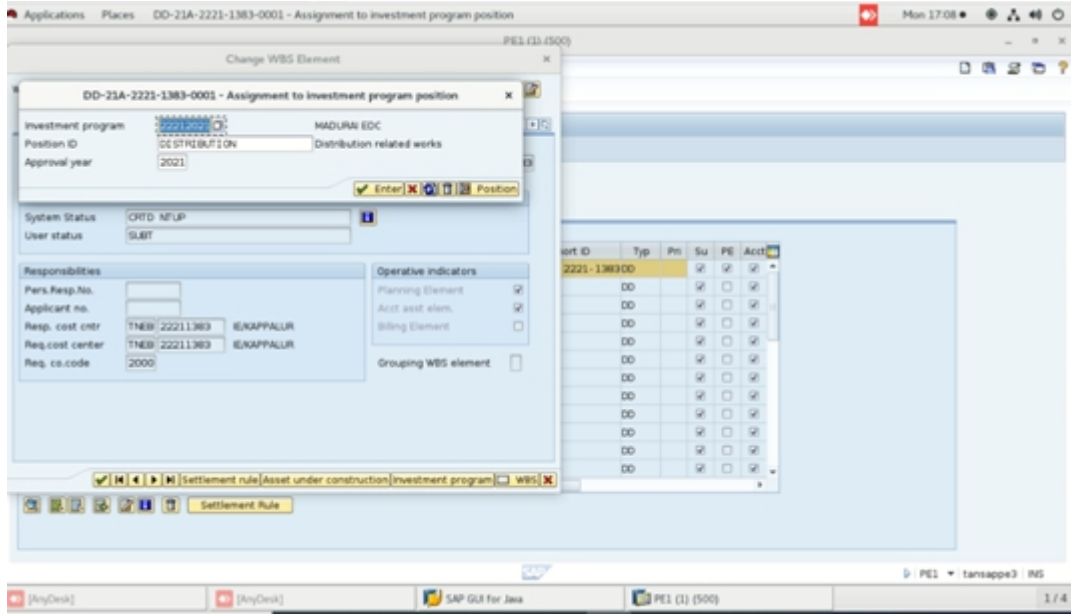 Applications Places DD-21A-2221-1383-0001 - Assignment to investment program position Mon 17:08
PE1 (1) (500)
Change WBS Element
DD-21A-2221-1383-0001 - Assignment to investment program position
Investment program 22212021 MADURAI EDC
Position ID DISTRIBUTION Distribution related works
Approval year 2021
Enter Position
System Status CRTD NTUP
User status SUBT
ort ID Typ Pri Su PE Acct
2221-1383 DD
Responsibilities Operative indicators
Pers.Resp.No. Planning Element
DD
Applicant no. Acct asst elem.
DD
Resp. cost cntr TNEB 22211383 IE/KAPPALUR Billing Element
DD
Req.cost center TNEB 22211383 IE/KAPPALUR
DD
Req. co.code 2000 Grouping WBS element
DD
DD
DD
DD
DD
DD
DD
Settlement rule Asset under construction Investment program WBS
Settlement Rule
SAP
PE1 tansappe3 INS
[AnyDesk] [AnyDesk] SAP GUI for Java PE1 (1) (500) 1 / 4